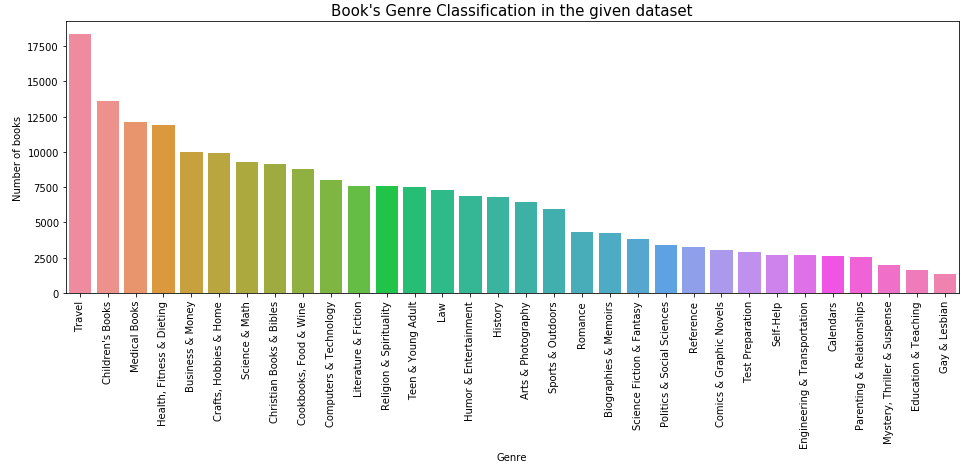 Book's Genre Classification in the given dataset
Number of books
17500
15000
12500
10000
7500
5000
2500
0
Travel
Children's Books
Medical Books
Health, Fitness & Dieting
Business & Money
Crafts, Hobbies & Home
Science & Math
Christian Books & Bibles
Cookbooks, Food & Wine
Computers & Technology
Literature & Fiction
Religion & Spirituality
Teen & Young Adult
Law
Humor & Entertainment
History
Arts & Photography
Sports & Outdoors
Romance
Biographies & Memoirs
Science Fiction & Fantasy
Politics & Social Sciences
Reference
Comics & Graphic Novels
Test Preparation
Self-Help
Engineering & Transportation
Calendars
Parenting & Relationships
Mystery, Thriller & Suspense
Education & Teaching
Gay & Lesbian
Genre